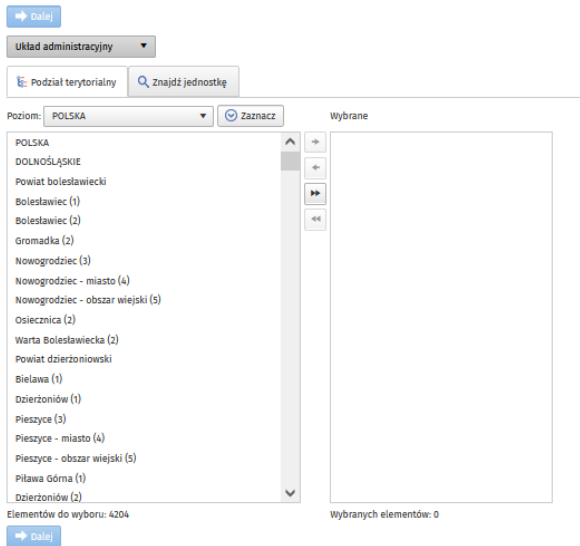 Dalej
Układ administracyjny
Podział terytorialny Znajdź jednostkę
Poziom: POLSKA Zaznacz Wybrane
POLSKA
DOLNOŚLĄSKIE
Powiat bolesławiecki
Bolesławiec (1)
Bolesławiec (2)
Gromadka (2)
Nowogrodziec (3)
Nowogrodziec - miasto (4)
Nowogrodziec - obszar wiejski (5)
Osiecznica (2)
Warta Bolesławiecka (2)
Powiat dzierżoniowski
Bielawa (1)
Dzierżoniów (1)
Pieszyce (3)
Pieszyce - miasto (4)
Pieszyce - obszar wiejski (5)
Piława Górna (1)
Dzierżoniów (2)
Elementów do wyboru: 4204 Wybranych elementów: 0
Dalej